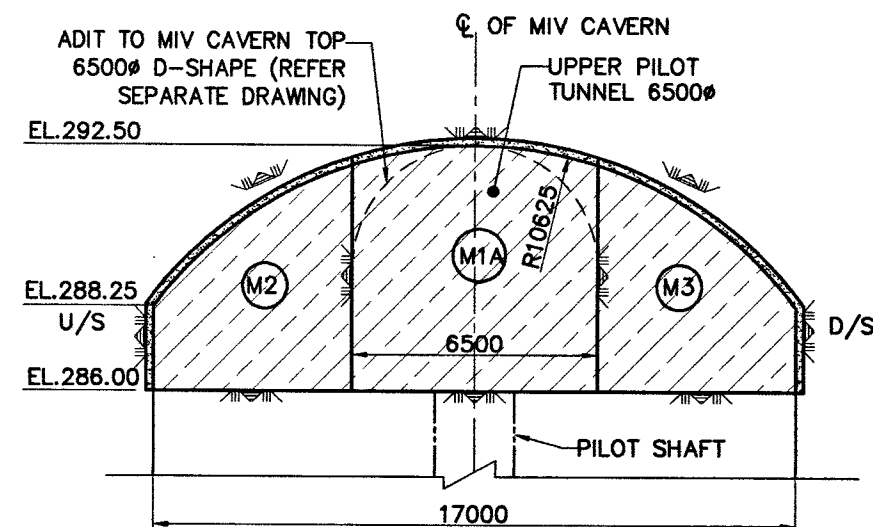 ADIT TO MIV CAVERN TOP
6500ø D-SHAPE (REFER
SEPARATE DRAWING)
℄ OF MIV CAVERN
UPPER PILOT
TUNNEL 6500ø
EL.292.50
R10625
M1A
M2
M3
EL.288.25
U/S
D/S
6500
EL.286.00
PILOT SHAFT
17000